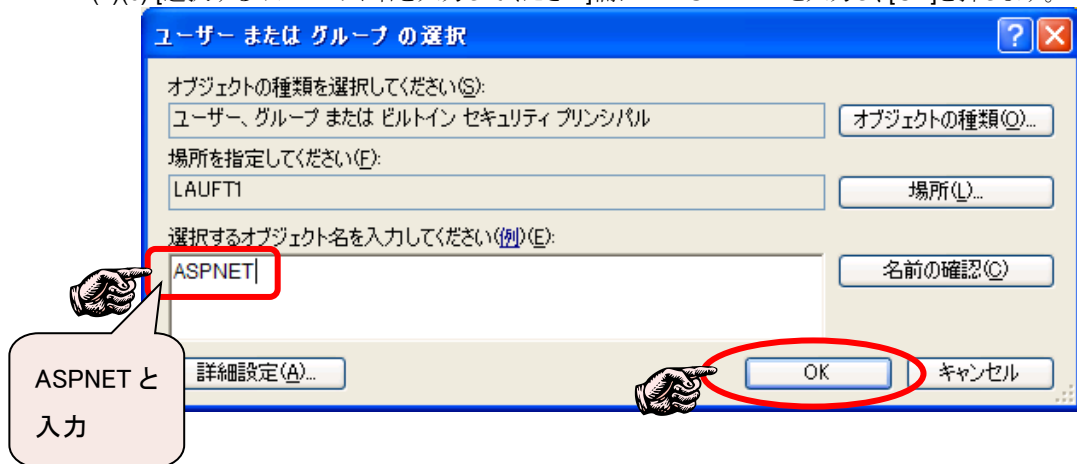 ユーザー または グループ の選択
オブジェクトの種類を選択してください(S):
ユーザー、グループ または ビルトイン セキュリティ プリンシパル
オブジェクトの種類(O)...
場所を指定してください(F):
LAUFT1
場所(L)...
選択するオブジェクト名を入力してください(例)(E):
ASPNET
名前の確認(C)
詳細設定(A)...
OK
キャンセル
ASPNET と
入力